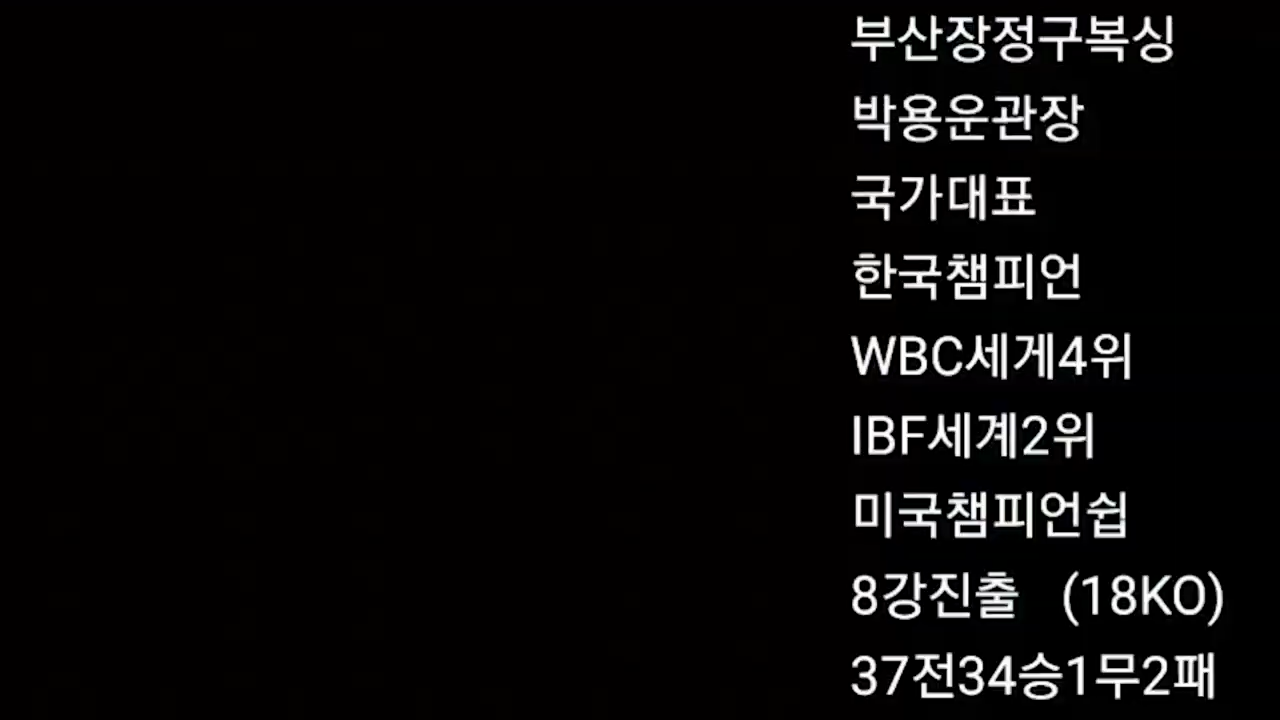 부산장정구복싱
박용운관장
국가대표
한국챔피언
WBC세게4위
IBF세계2위
미국챔피언쉽
8강진출 (18KO)
37전34승1무2패